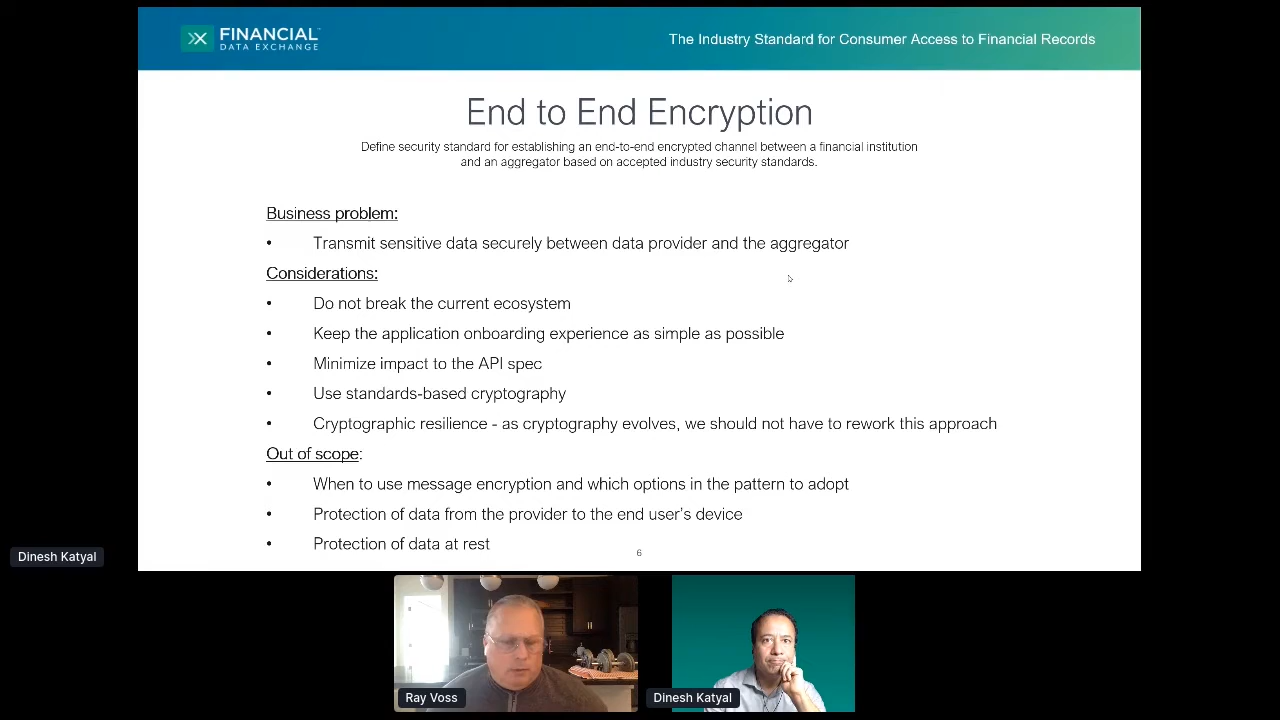 FINANCIAL
DATA EXCHANGE
The Industry Standard for Consumer Access to Financial Records
End to End Encryption
Define security standard for establishing an end-to-end encrypted channel between a financial institution
and an aggregator based on accepted industry security standards.
Business problem:
• Transmit sensitive data securely between data provider and the aggregator
Considerations:
• Do not break the current ecosystem
• Keep the application onboarding experience as simple as possible
• Minimize impact to the API spec
• Use standards-based cryptography
• Cryptographic resilience - as cryptography evolves, we should not have to rework this approach
Out of scope:
• When to use message encryption and which options in the pattern to adopt
• Protection of data from the provider to the end user’s device
• Protection of data at rest
6
Dinesh Katyal
Ray Voss
Dinesh Katyal